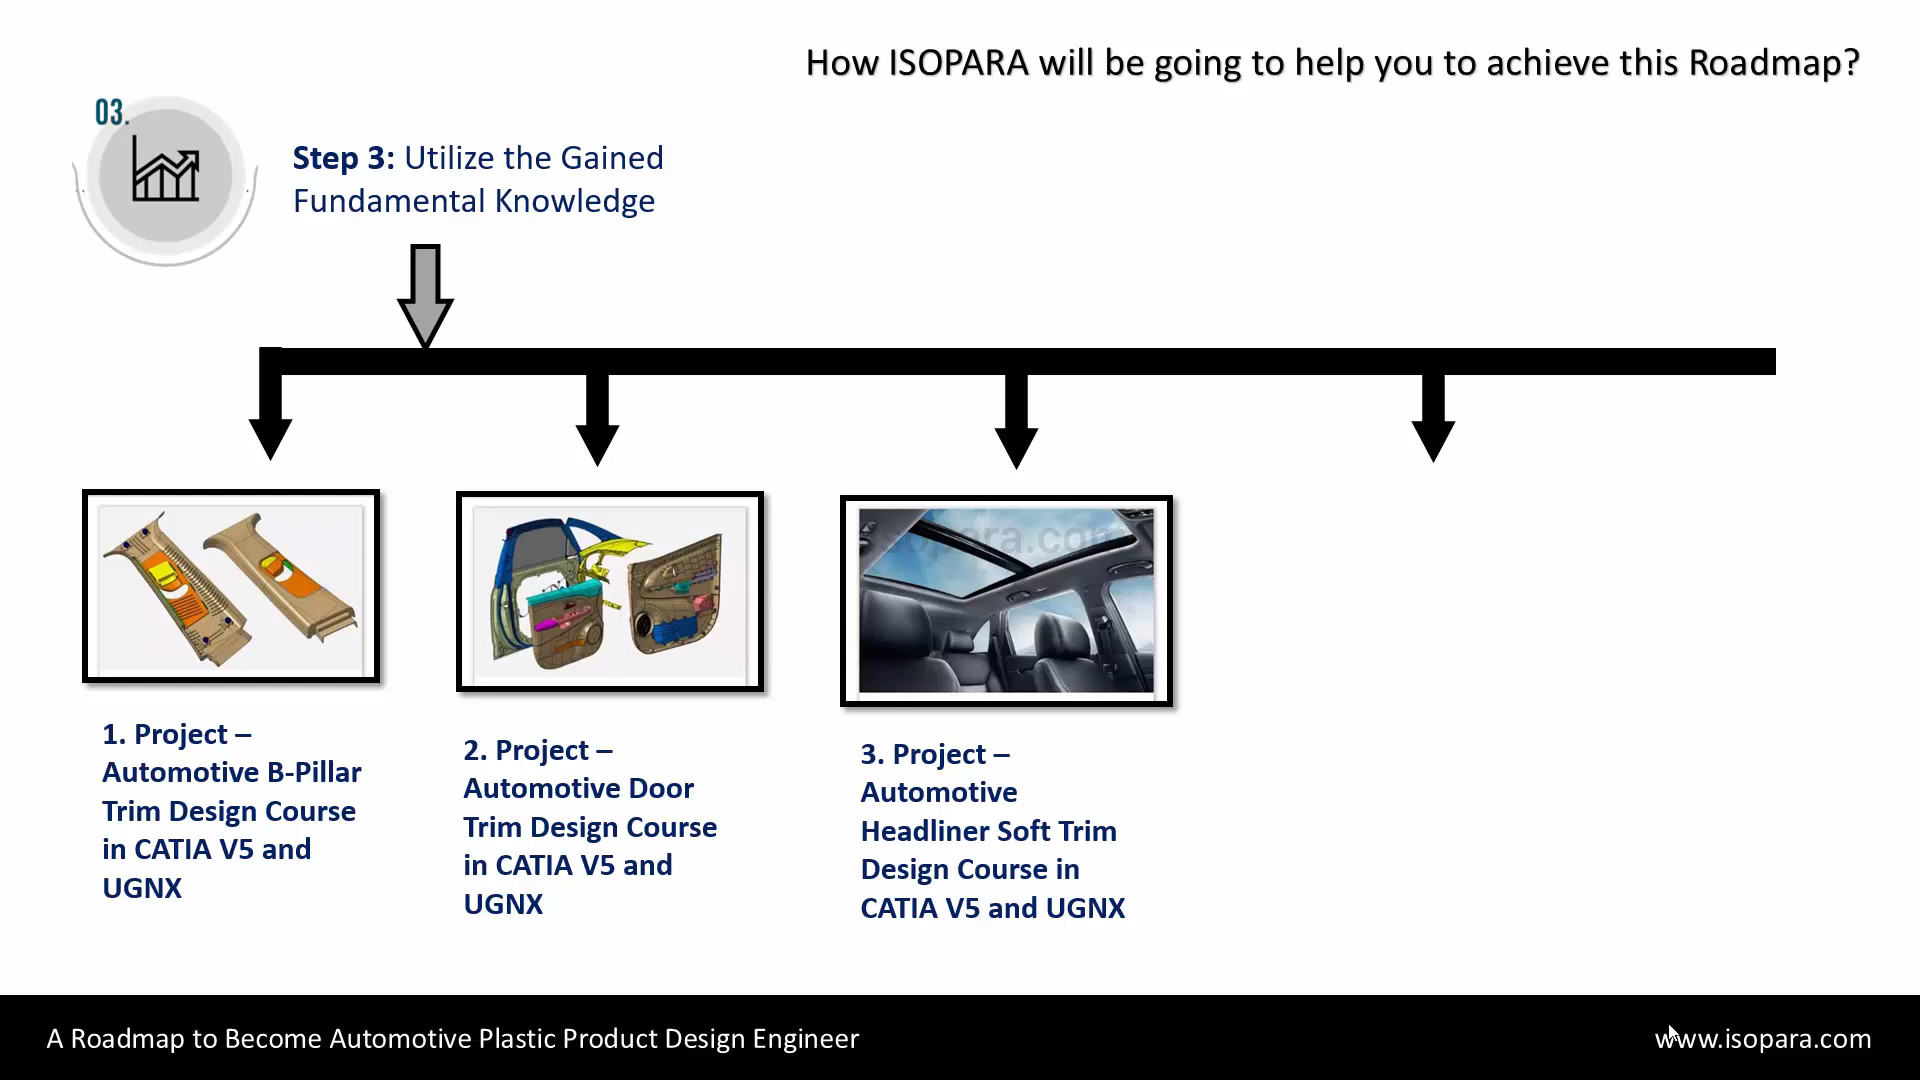 How ISOPARA will be going to help you to achieve this Roadmap?
03.
Step 3: Utilize the Gained
Fundamental Knowledge
1. Project –
Automotive B-Pillar
Trim Design Course
in CATIA V5 and
UGNX
2. Project –
Automotive Door
Trim Design Course
in CATIA V5 and
UGNX
isopara.com
3. Project –
Automotive
Headliner Soft Trim
Design Course in
CATIA V5 and UGNX
A Roadmap to Become Automotive Plastic Product Design Engineer
www.isopara.com